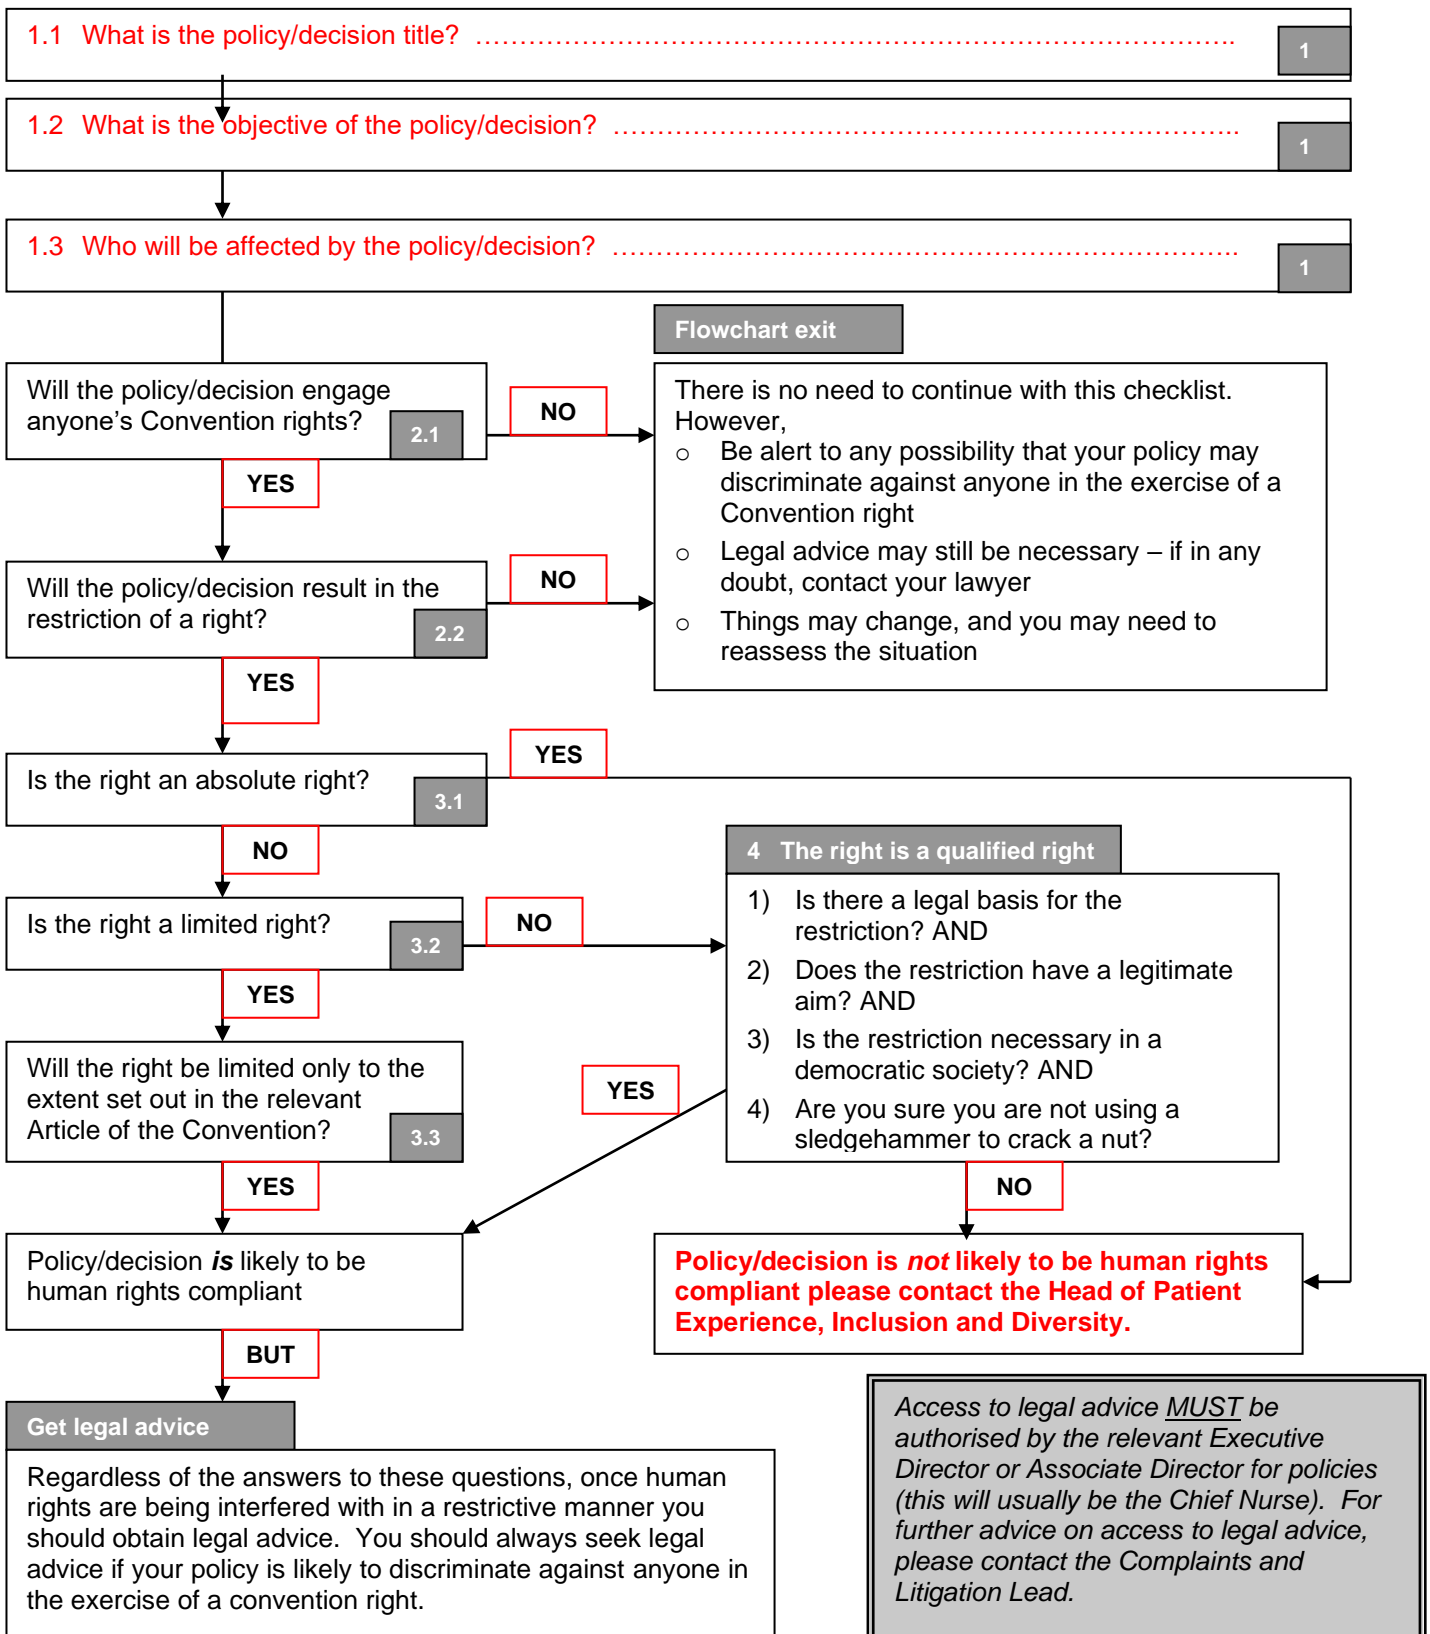 1.1 What is the policy/decision title? …………………………………………………………………………..
1
1.2 What is the objective of the policy/decision? ……………………………………………………………..
1
1.3 Who will be affected by the policy/decision? ……………………………………………………………..
1
Flowchart exit
Will the policy/decision engage
anyone’s Convention rights?
2.1
NO
YES
There is no need to continue with this checklist.
However,
o Be alert to any possibility that your policy may
discriminate against anyone in the exercise of a
Convention right
o Legal advice may still be necessary – if in any
doubt, contact your lawyer
o Things may change, and you may need to
reassess the situation
Will the policy/decision result in the
restriction of a right?
2.2
NO
YES
Is the right an absolute right?
3.1
YES
NO
Is the right a limited right?
3.2
NO
YES
4 The right is a qualified right
1) Is there a legal basis for the
restriction? AND
2) Does the restriction have a legitimate
aim? AND
3) Is the restriction necessary in a
democratic society? AND
4) Are you sure you are not using a
sledgehammer to crack a nut?
YES
NO
Will the right be limited only to the
extent set out in the relevant
Article of the Convention?
3.3
YES
Policy/decision is likely to be
human rights compliant
Policy/decision is not likely to be human rights
compliant please contact the Head of Patient
Experience, Inclusion and Diversity.
BUT
Get legal advice
Regardless of the answers to these questions, once human
rights are being interfered with in a restrictive manner you
should obtain legal advice. You should always seek legal
advice if your policy is likely to discriminate against anyone in
the exercise of a convention right.
Access to legal advice MUST be
authorised by the relevant Executive
Director or Associate Director for policies
(this will usually be the Chief Nurse). For
further advice on access to legal advice,
please contact the Complaints and
Litigation Lead.